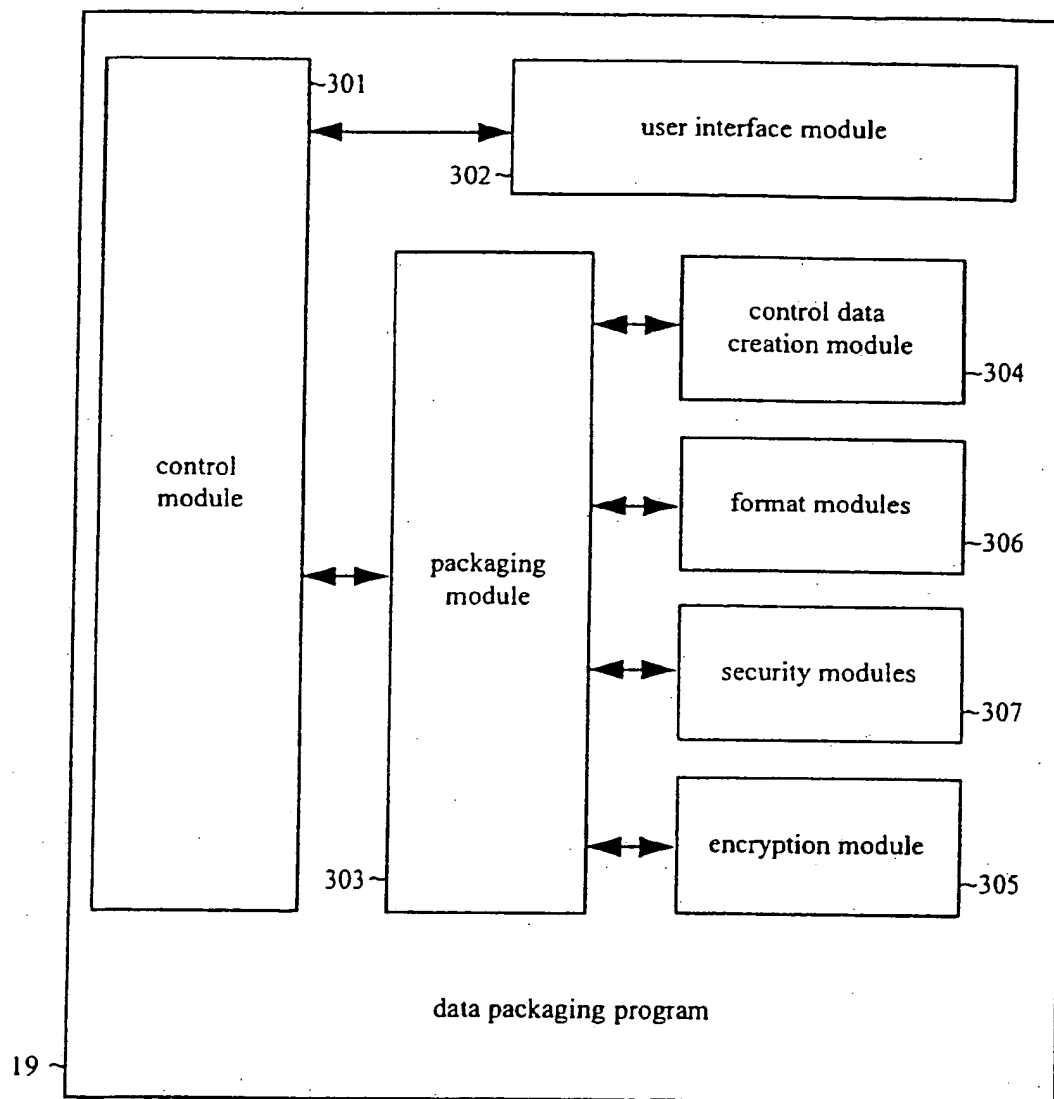 301
user interface module
302
control data
creation module
304
control
module
format modules
306
packaging
module
security modules
307
encryption module
303
305
data packaging program
19